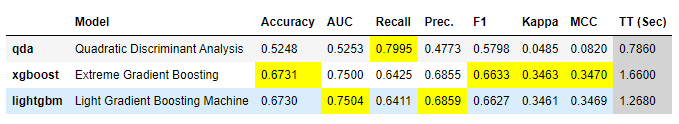 Model Accuracy AUC Recall Prec. F1 Kappa MCC TT (Sec)
qda Quadratic Discriminant Analysis 0.5248 0.5253 0.7995 0.4773 0.5798 0.0485 0.0820 0.7860
xgboost Extreme Gradient Boosting 0.6731 0.7500 0.6425 0.6855 0.6633 0.3463 0.3470 1.6600
lightgbm Light Gradient Boosting Machine 0.6730 0.7504 0.6411 0.6859 0.6627 0.3461 0.3469 1.2680